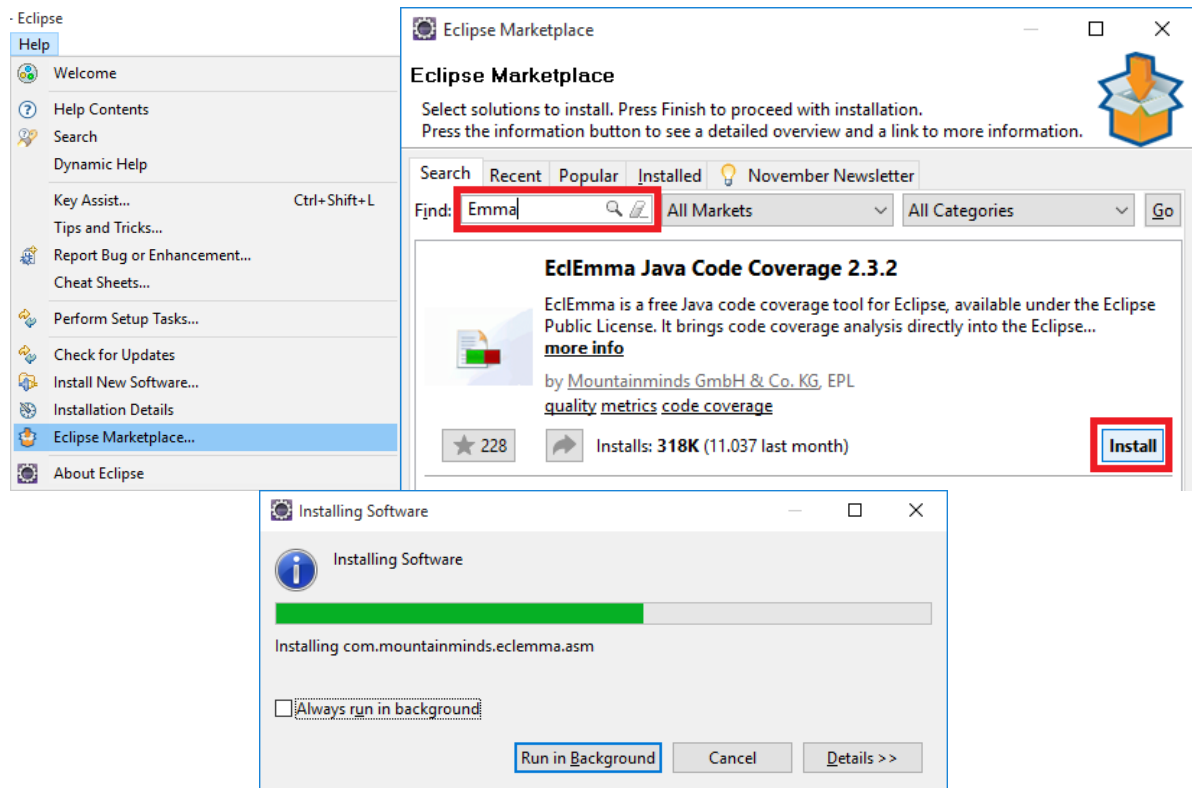 - Eclipse
Help
Welcome
Help Contents
Search
Dynamic Help
Key Assist... Ctrl+Shift+L
Tips and Tricks...
Report Bug or Enhancement...
Cheat Sheets...
Perform Setup Tasks...
Check for Updates
Install New Software...
Installation Details
Eclipse Marketplace...
About Eclipse
Eclipse Marketplace
Eclipse Marketplace
Select solutions to install. Press Finish to proceed with installation.
Press the information button to see a detailed overview and a link to more information.
Search Recent Popular Installed November Newsletter
Find: Emma All Markets All Categories Go
EclEmma Java Code Coverage 2.3.2
EclEmma is a free Java code coverage tool for Eclipse, available under the Eclipse
Public License. It brings code coverage analysis directly into the Eclipse...
more info
by Mountainminds GmbH & Co. KG, EPL
quality metrics code coverage
228 Installs: 318K (11.037 last month) Install
Installing Software
Installing Software
Installing com.mountainminds.eclemma.asm
Always run in background
Run in Background Cancel Details >>